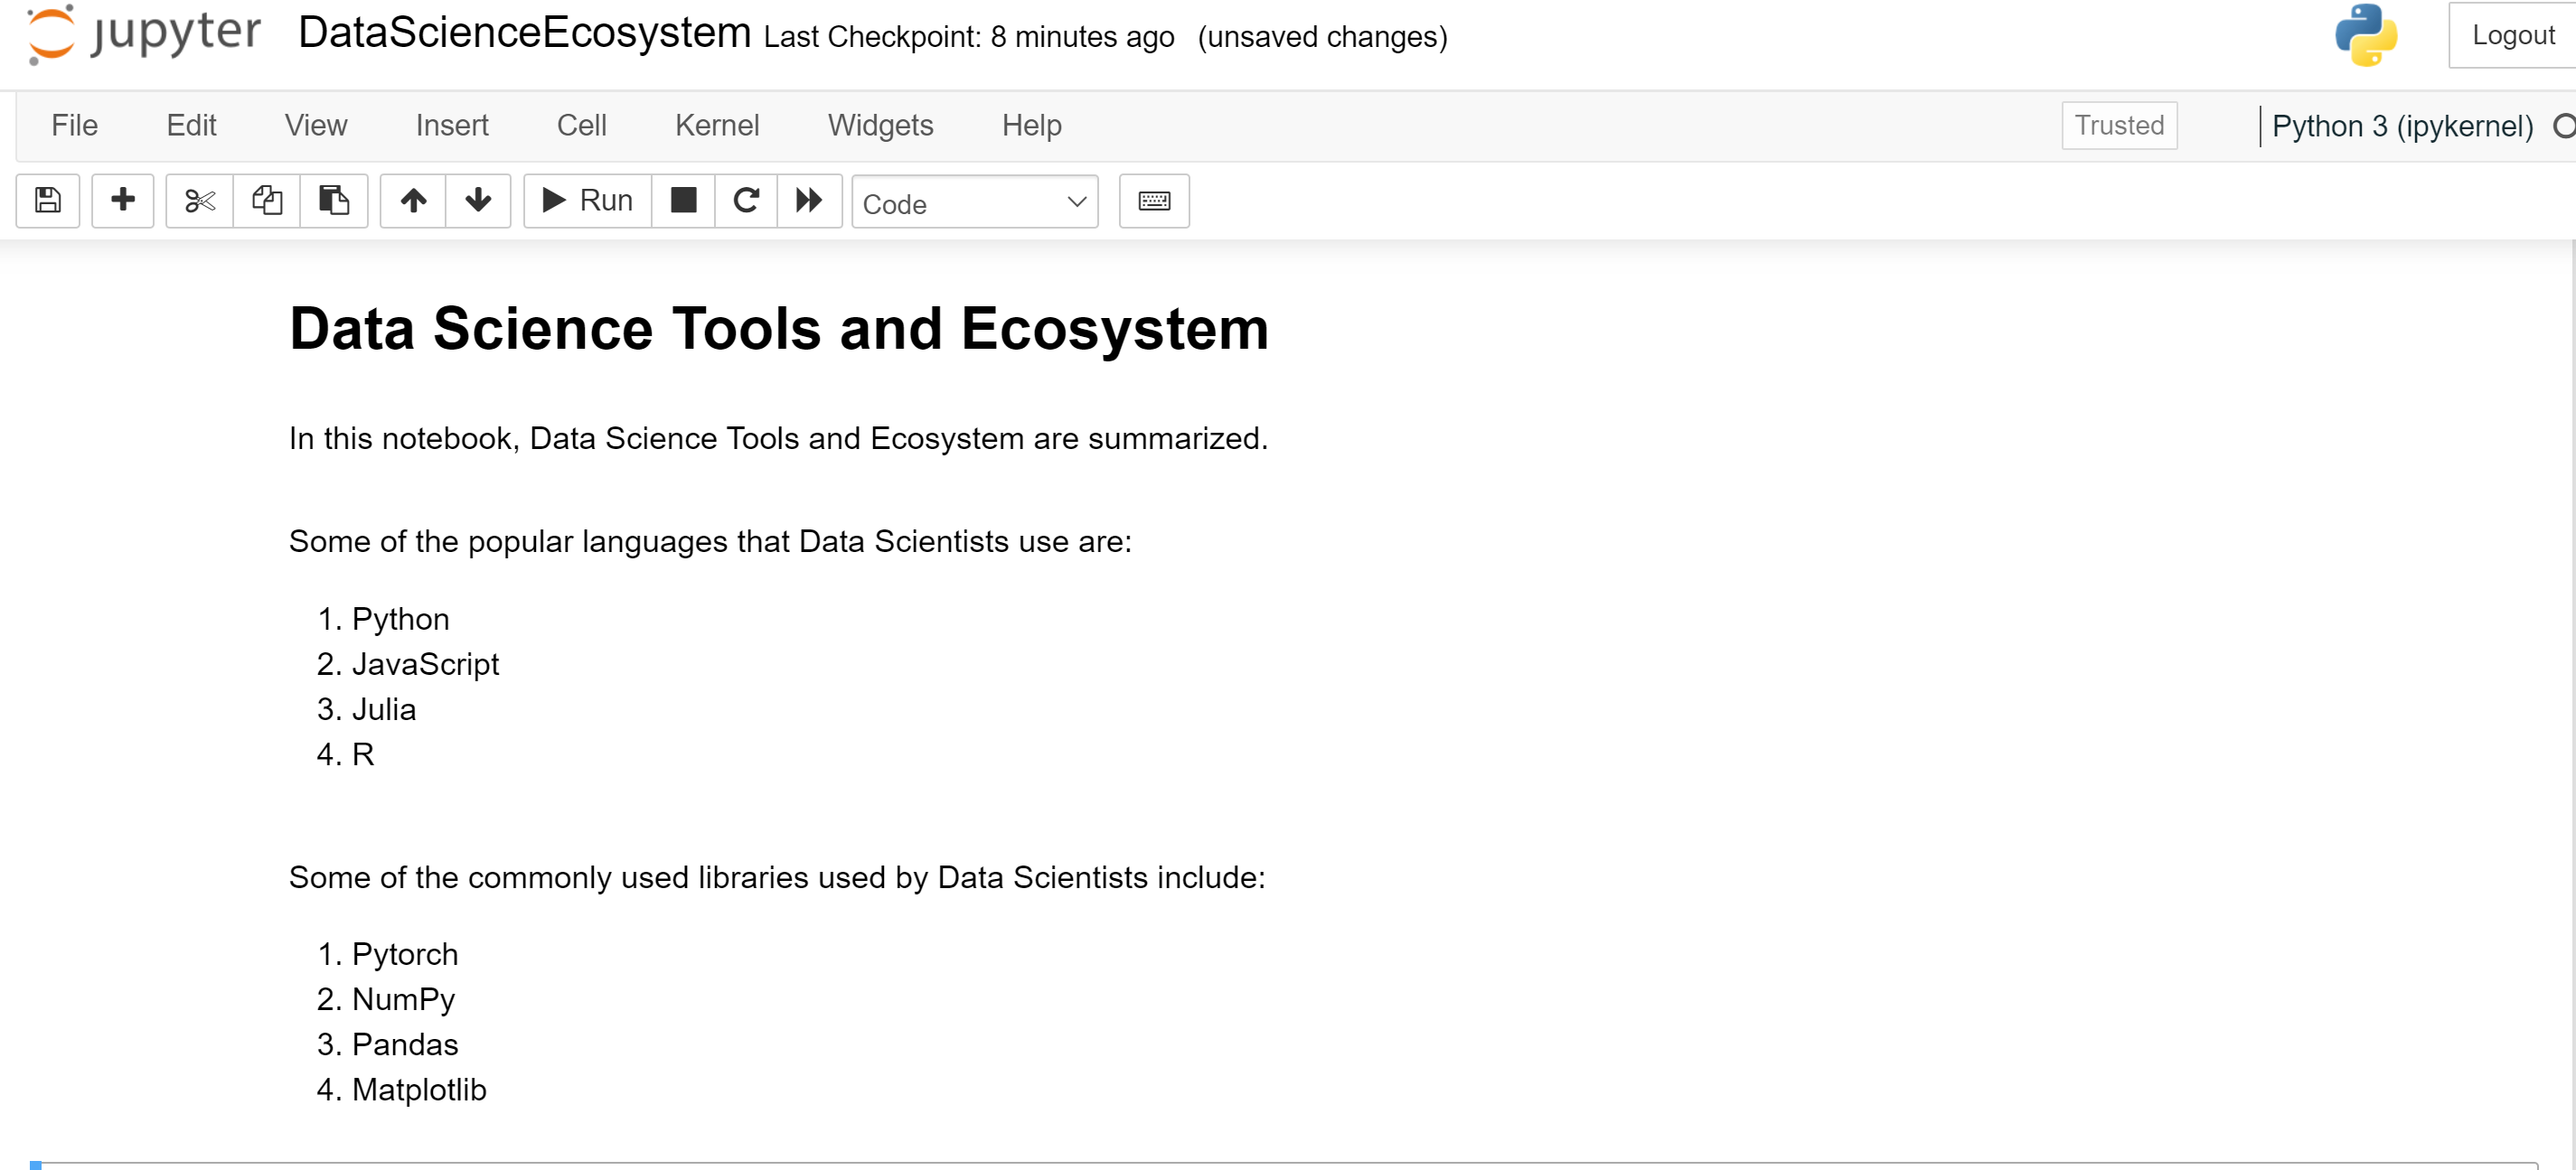 jupyter DataScienceEcosystem Last Checkpoint: 8 minutes ago (unsaved changes) Logout
File Edit View Insert Cell Kernel Widgets Help Trusted Python 3 (ipykernel)
Run Code
Data Science Tools and Ecosystem
In this notebook, Data Science Tools and Ecosystem are summarized.
Some of the popular languages that Data Scientists use are:
1. Python
2. JavaScript
3. Julia
4. R
Some of the commonly used libraries used by Data Scientists include:
1. Pytorch
2. NumPy
3. Pandas
4. Matplotlib